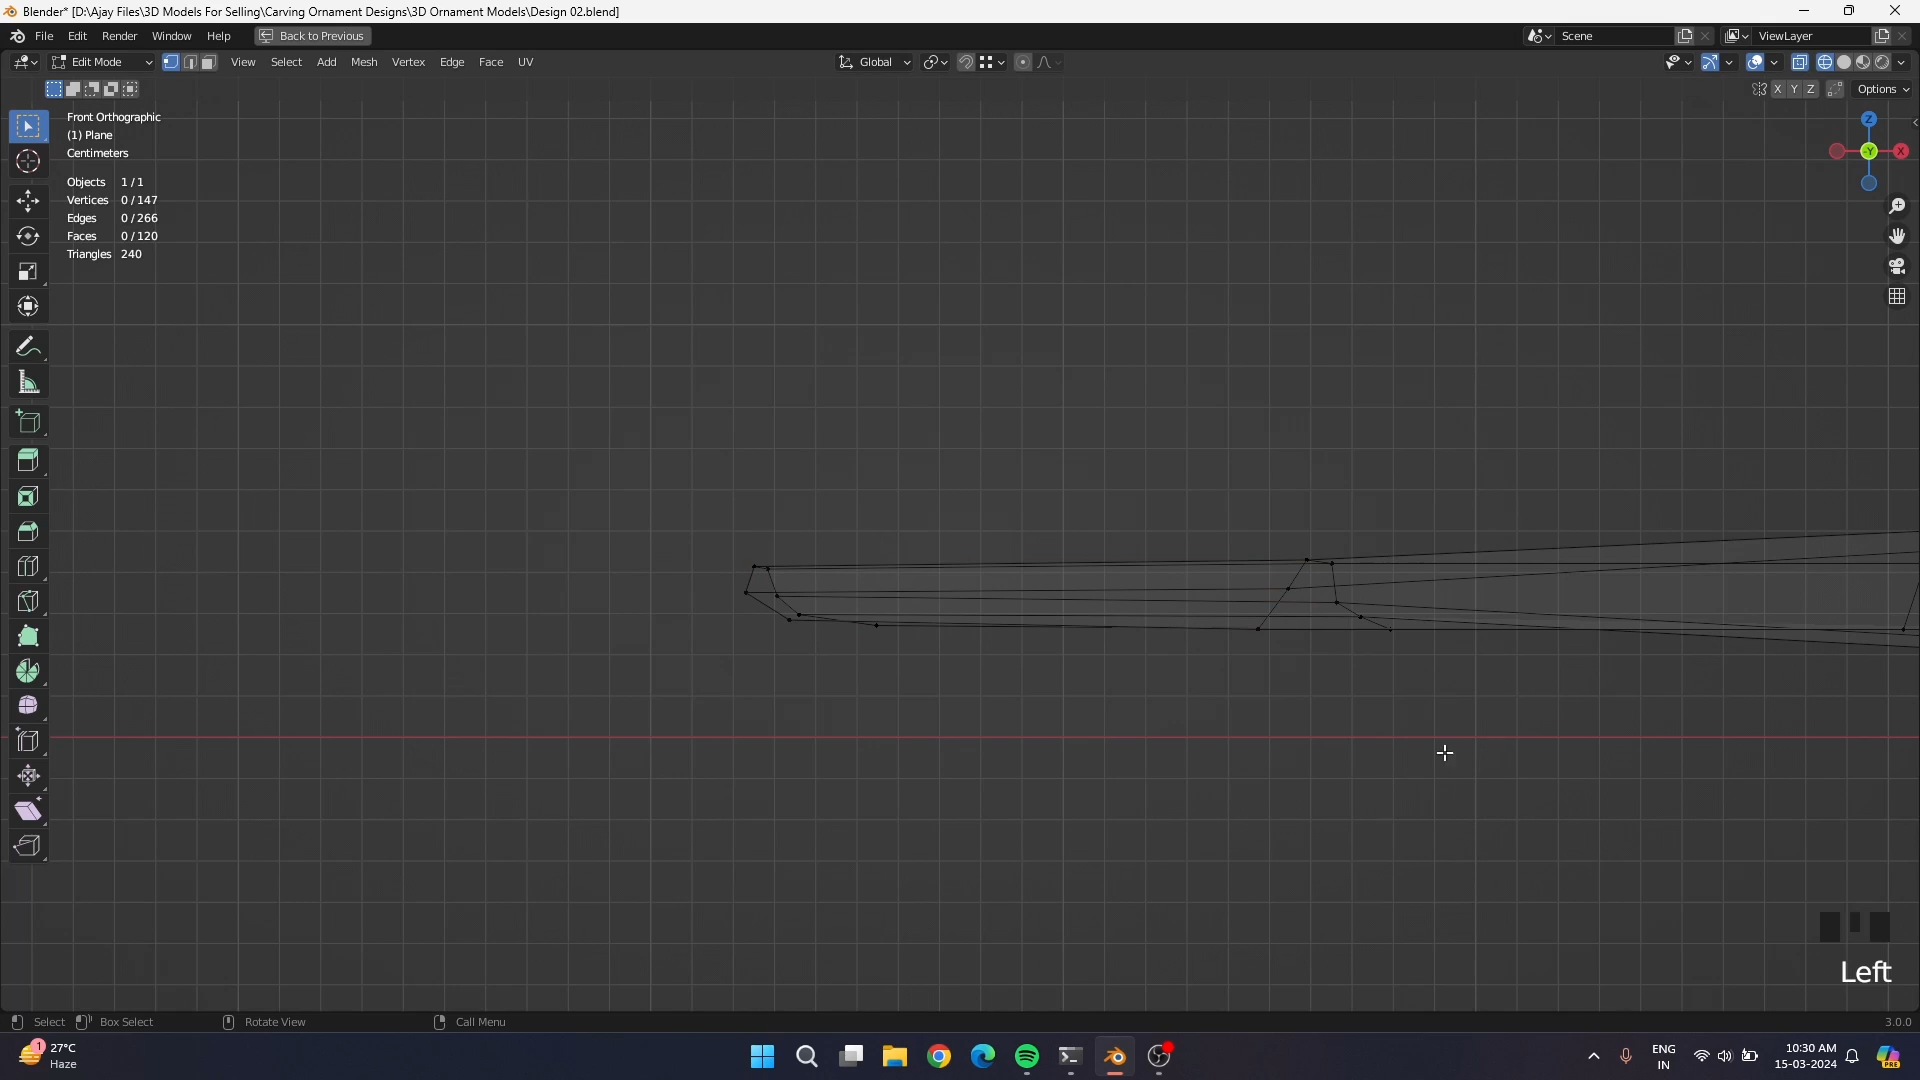 Blender* [D:\Ajay Files\3D Models For Selling\Carving Ornament Designs\3D Ornament Models\Design 02.blend]
File Edit Render Window Help Back to Previous Scene ViewLayer
Edit Mode View Select Add Mesh Vertex Edge Face UV Global
X Y Z Options
Front Orthographic
(1) Plane
Centimeters
Objects 1/1
Vertices 0/147
Edges 0/266
Faces 0/120
Triangles 240
Z
-Y X
Left
Select Box Select Rotate View Call Menu 3.0.0
1 27°C
Haze
ENG
IN
10:30 AM
15-03-2024
PRE